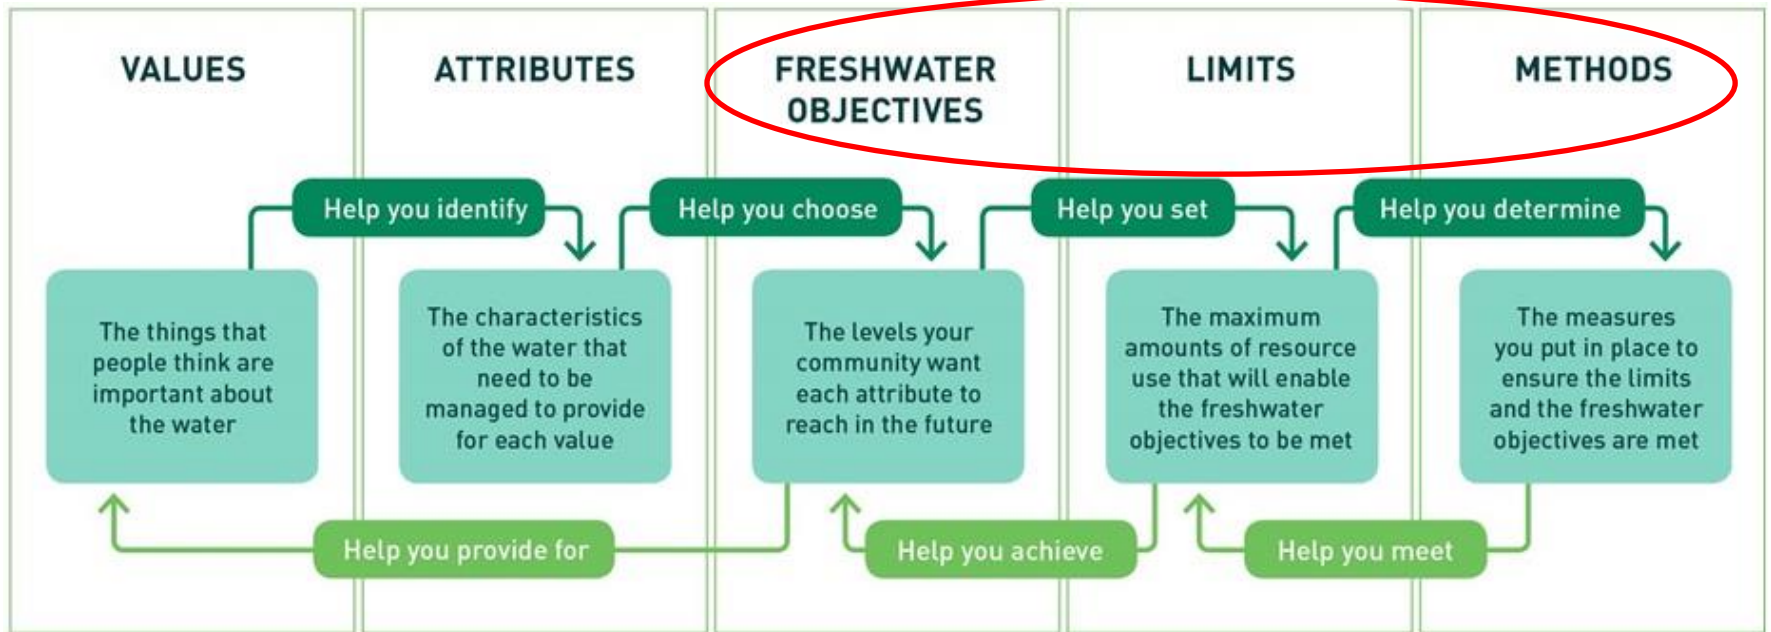 VALUES
ATTRIBUTES
FRESHWATER
OBJECTIVES
LIMITS
METHODS
Help you identify
Help you choose
Help you set
Help you determine
The things that
people think are
important about
the water
The characteristics
of the water that
need to be
managed to provide
for each value
The levels your
community want
each attribute to
reach in the future
The maximum
amounts of resource
use that will enable
the freshwater
objectives to be met
The measures
you put in place to
ensure the limits
and the freshwater
objectives are met
Help you provide for
Help you achieve
Help you meet